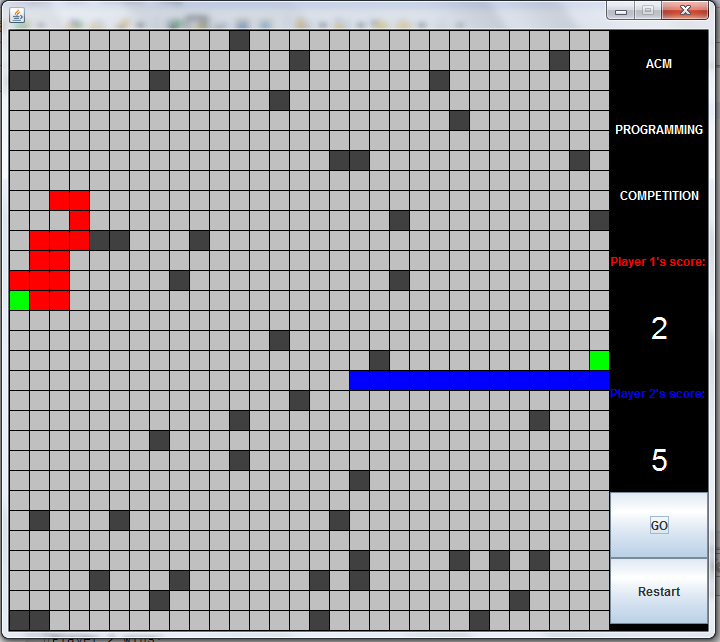 ACM
PROGRAMMING
COMPETITION
Player 1's score:
2
Player 2's score:
5
GO
Restart